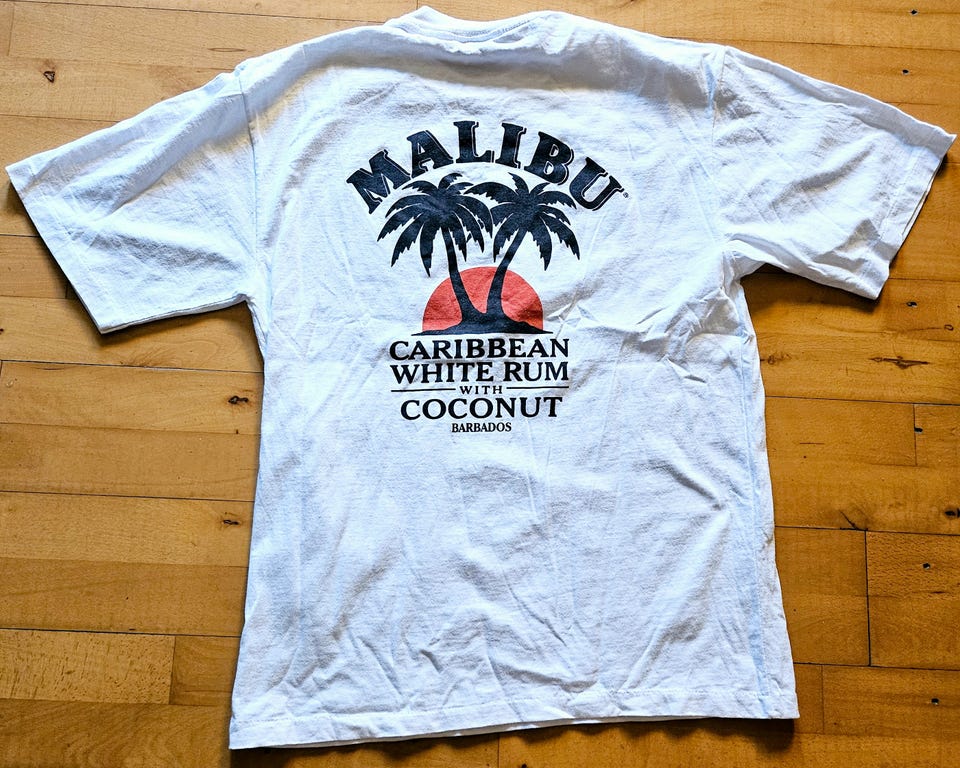 MALIBU®
CARIBBEAN
WHITE RUM
WITH
COCONUT
BARBADOS